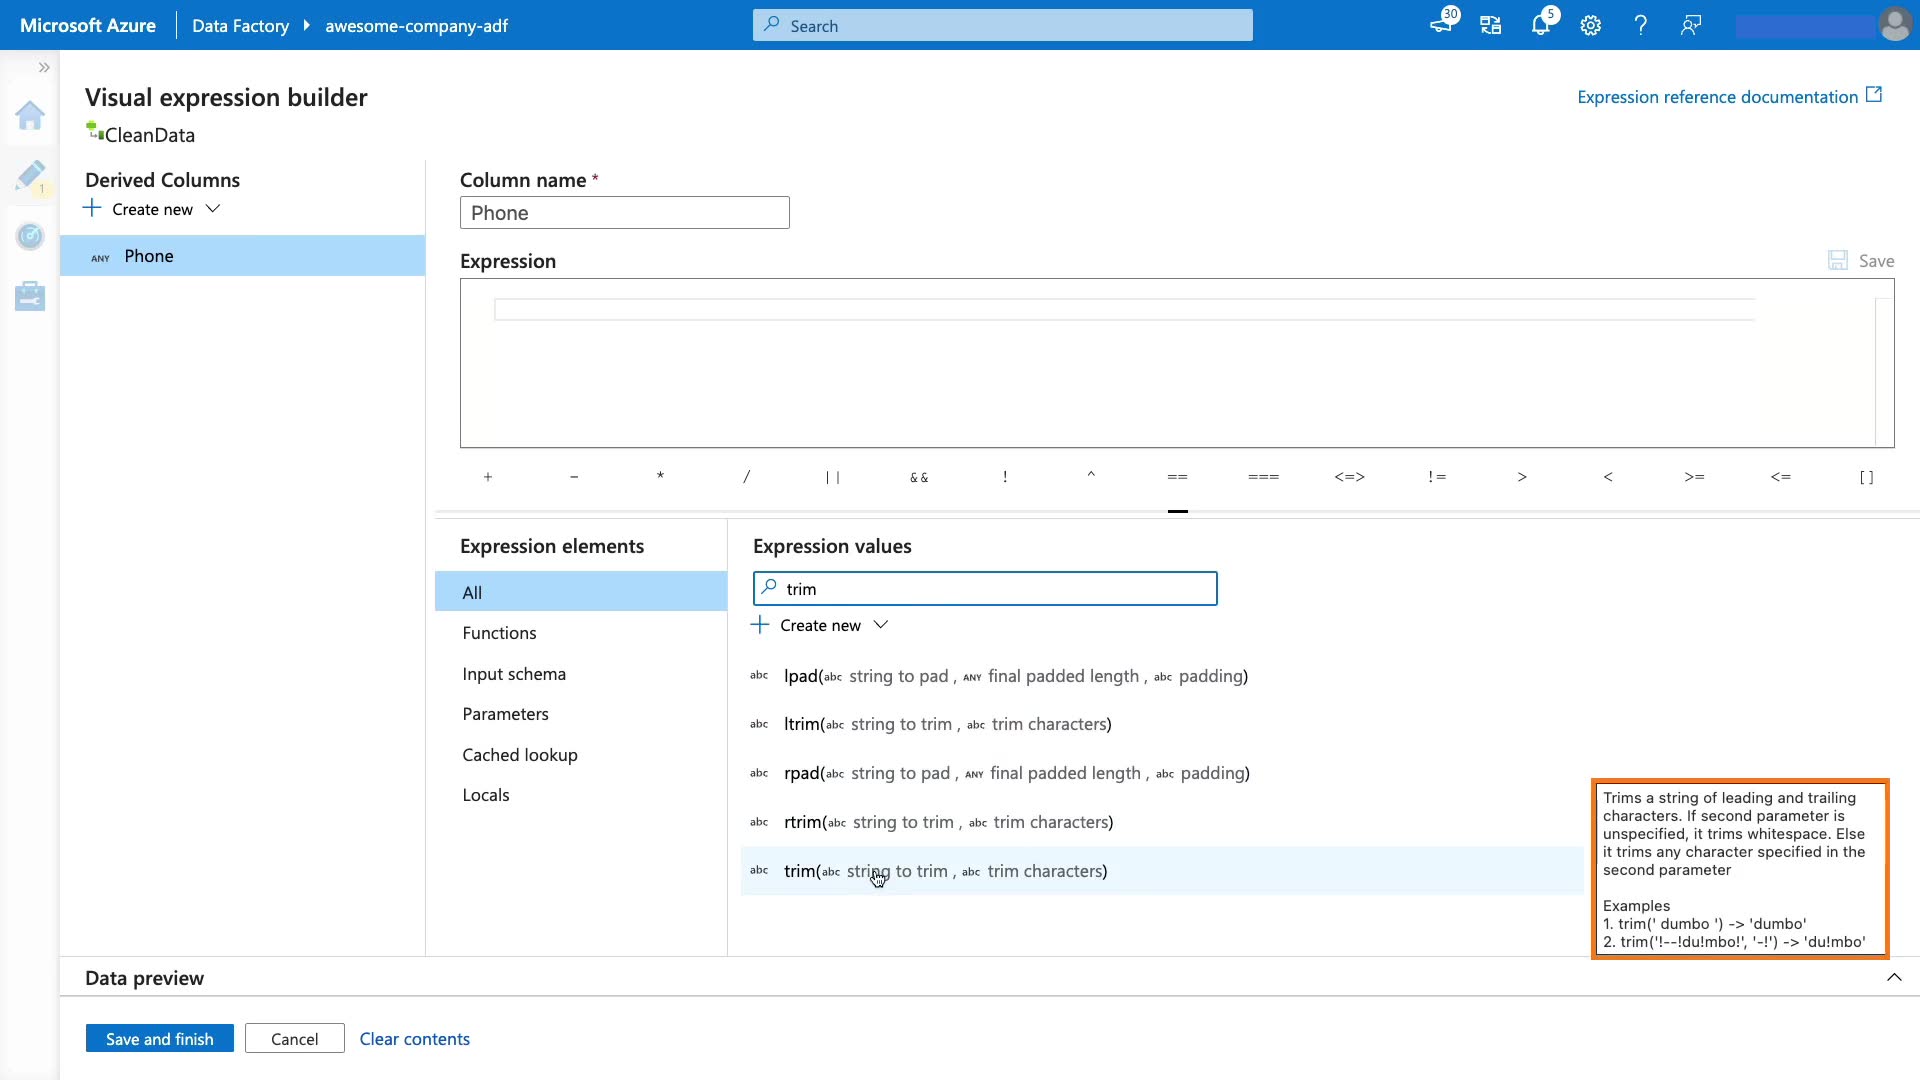 Microsoft Azure
Data Factory
awesome-company-adf
Search
30
5
Visual expression builder
Expression reference documentation
CleanData
1
Derived Columns
Create new
ANY Phone
Column name *
Phone
Expression
Save
+ - * / || && ! ^ == === <=> != > < >= <= []
Expression elements
All
Functions
Input schema
Parameters
Cached lookup
Locals
Expression values
trim
Create new
abc lpad(abc string to pad , ANY final padded length , abc padding)
abc ltrim(abc string to trim , abc trim characters)
abc rpad(abc string to pad , ANY final padded length , abc padding)
abc rtrim(abc string to trim , abc trim characters)
abc trim(abc string to trim , abc trim characters)
Trims a string of leading and trailing
characters. If second parameter is
unspecified, it trims whitespace. Else
it trims any character specified in the
second parameter
Examples
1. trim(' dumbo ') -> 'dumbo'
2. trim('!--!du!mbo!', '-!') -> 'du!mbo'
Data preview
Save and finish
Cancel
Clear contents